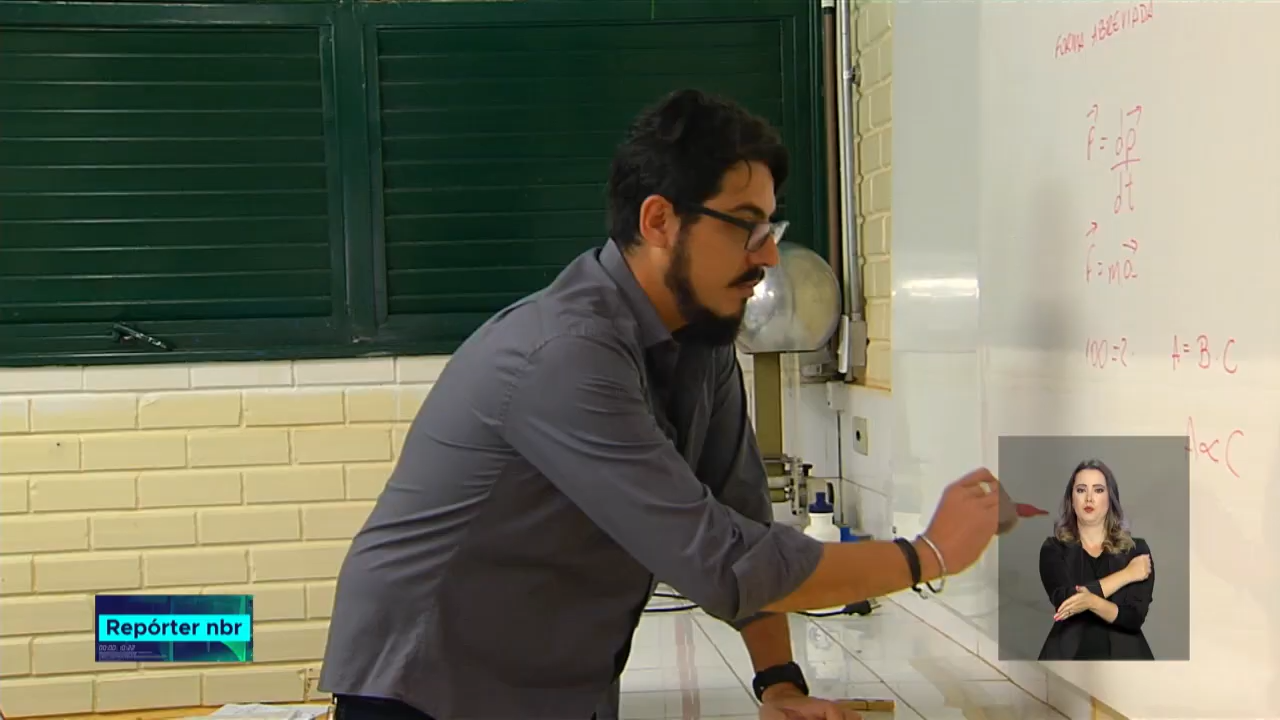 FORMA ABREVIADA
F⃗ = dp⃗/dt
F⃗ = ma⃗
100=2. A = B . C
A ∝ C
Repórter nbr